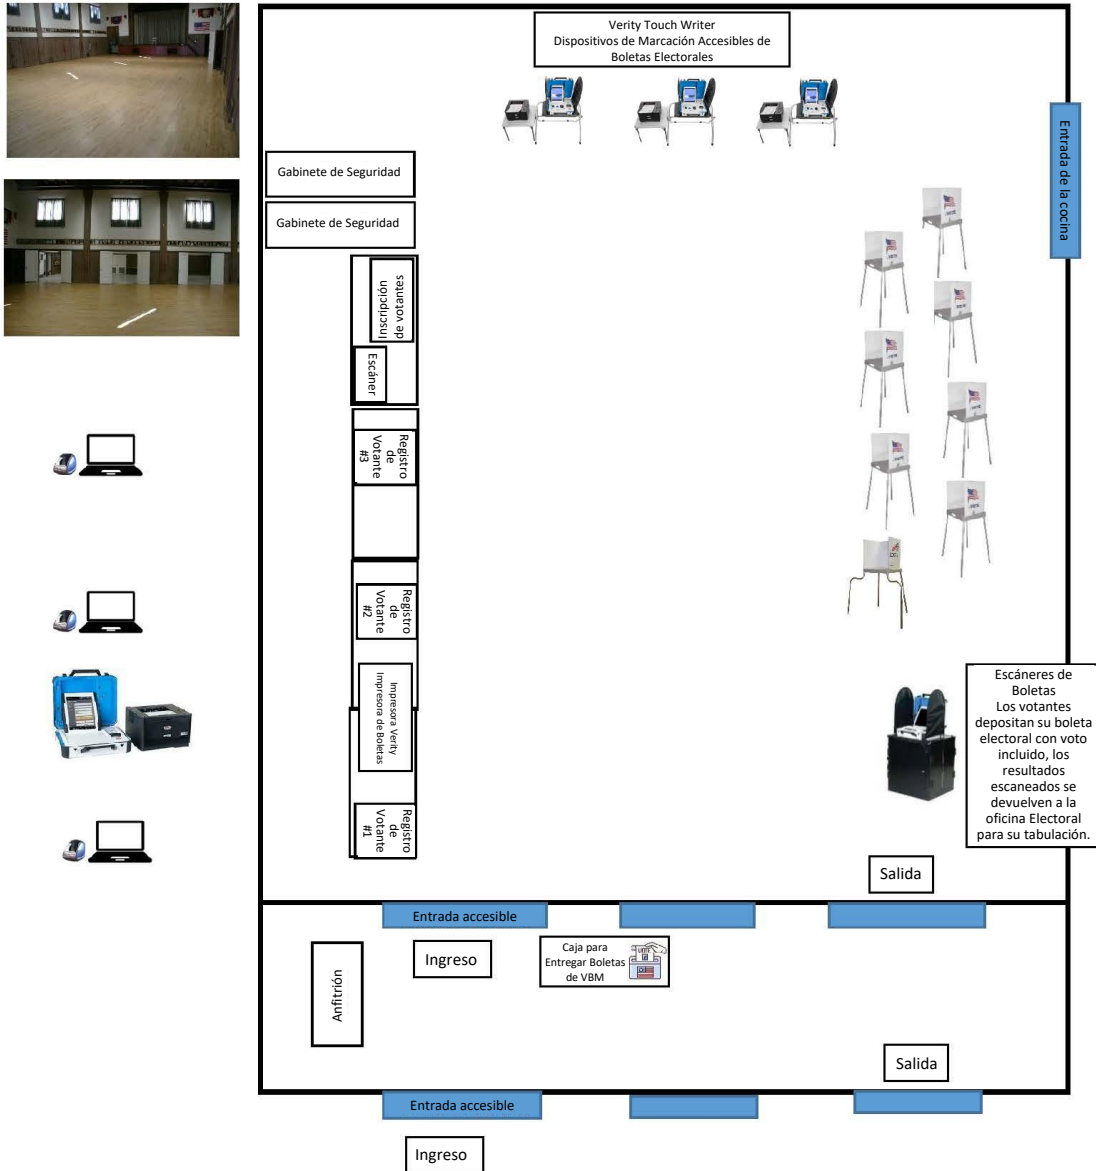 Verity Touch Writer
Dispositivos de Marcación Accesibles de
Boletas Electorales
Entrada de la cocina
Gabinete de Seguridad
Gabinete de Seguridad
Inscripción
de votantes
Escáner
Registro
de
Votante
#3
Registro
de
Votante
#2
Impresora Verity
Impresora de Boletas
Registro
de
Votante
#1
Escáneres de
Boletas
Los votantes
depositan su boleta
electoral con voto
incluido, los
resultados
escaneados se
devuelven a la
oficina Electoral
para su tabulación.
Salida
Entrada accesible
Ingreso
Caja para
Entregar Boletas
de VBM
Anfitrión
Salida
Entrada accesible
Ingreso